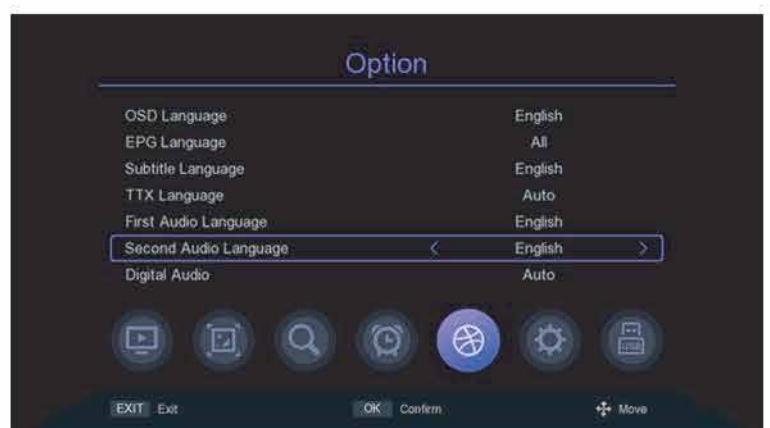 Option
OSD Language English
EPG Language All
Subtitle Language English
TTX Language Auto
First Audio Language English
Second Audio Language < English >
Digital Audio Auto
EXIT Exit OK Confirm Move